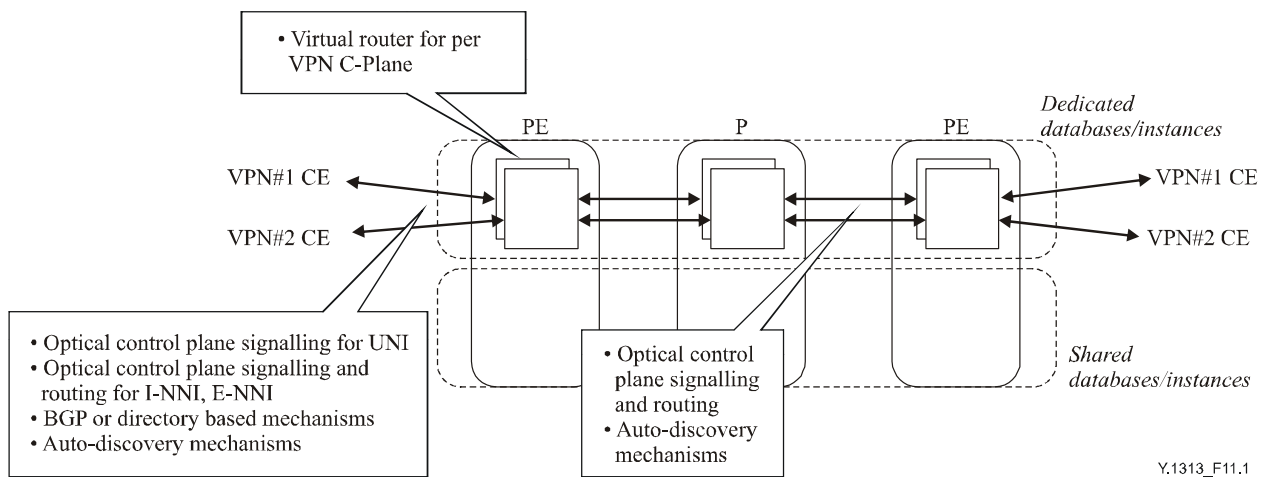 • Virtual router for per
VPN C-Plane
PE
P
PE
Dedicated
databases/instances
VPN#1 CE
VPN#2 CE
VPN#1 CE
VPN#2 CE
• Optical control plane signalling for UNI
• Optical control plane signalling and
routing for I-NNI, E-NNI
• BGP or directory based mechanisms
• Auto-discovery mechanisms
• Optical control
plane signalling
and routing
• Auto-discovery
mechanisms
Shared
databases/instances
Y.1313_F11.1